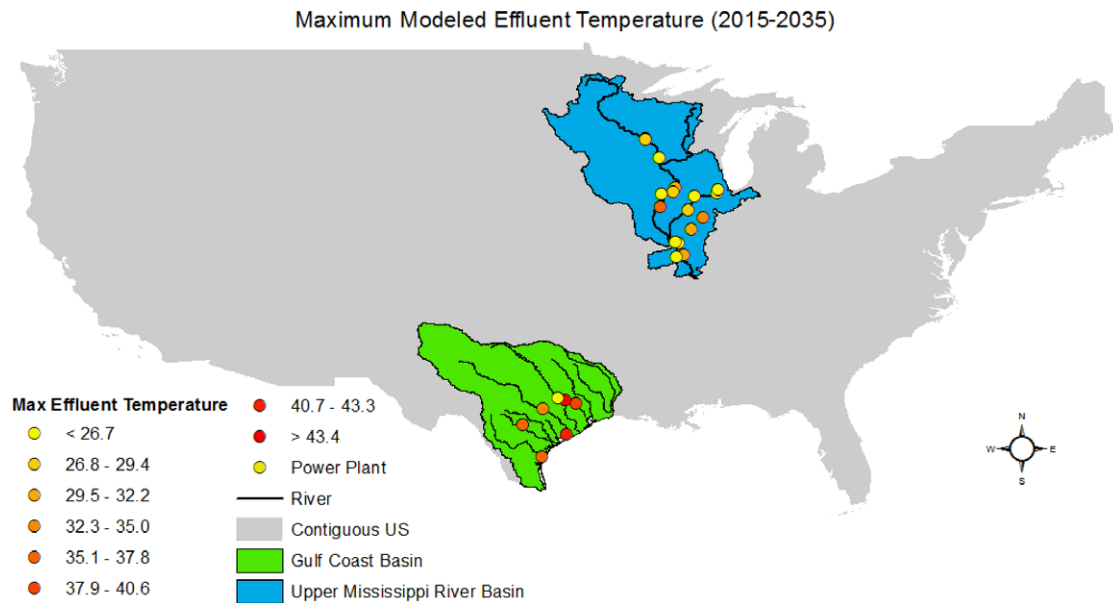 Maximum Modeled Effluent Temperature (2015-2035)
Max Effluent Temperature
< 26.7
26.8 - 29.4
29.5 - 32.2
32.3 - 35.0
35.1 - 37.8
37.9 - 40.6
40.7 - 43.3
> 43.4
Power Plant
River
Contiguous US
Gulf Coast Basin
Upper Mississippi River Basin
N
W E
S